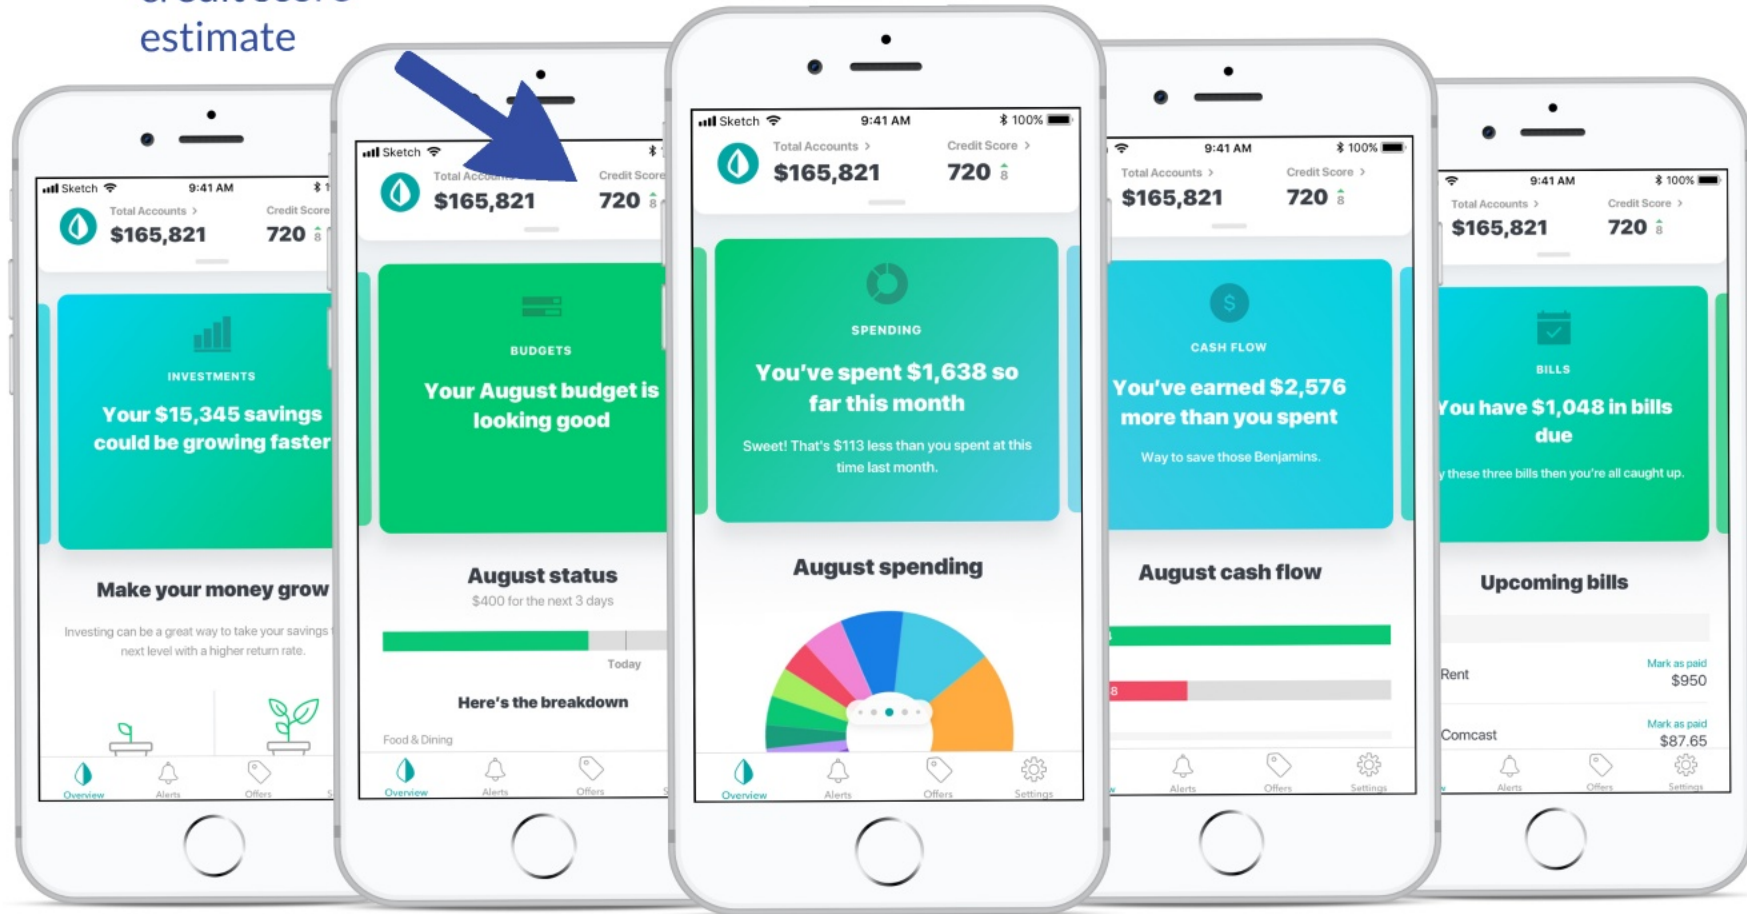 estimate
Sketch 9:41 AM
Total Accounts > Credit Score
$165,821 720 8
INVESTMENTS
Your $15,345 savings
could be growing faster
Make your money grow
Investing can be a great way to take your savings
next level with a higher return rate.
Overview Alerts Offers
Sketch
Total Credit Score
$165,821 720 8
BUDGETS
Your August budget is
looking good
August status
$400 for the next 3 days
Today
Here's the breakdown
Food & Dining
Overview Alerts Offers
Sketch 9:41 AM 100%
Total Accounts > Credit Score >
$165,821 720 8
SPENDING
You've spent $1,638 so
far this month
Sweet! That's $113 less than you spent at this
time last month.
August spending
Overview Alerts Offers Settings
9:41 AM 100%
Total Accounts > Credit Score >
$165,821 720 8
$
CASH FLOW
You've earned $2,576
more than you spent
Way to save those Benjamins.
August cash flow
8
Alerts Offers Settings
9:41 AM 100%
Total Accounts > Credit Score >
$165,821 720 8
BILLS
You have $1,048 in bills
due
these three bills then you're all caught up.
Upcoming bills
Mark as paid
Rent $950
Mark as paid
Comcast $87.65
Alerts Offers Settings